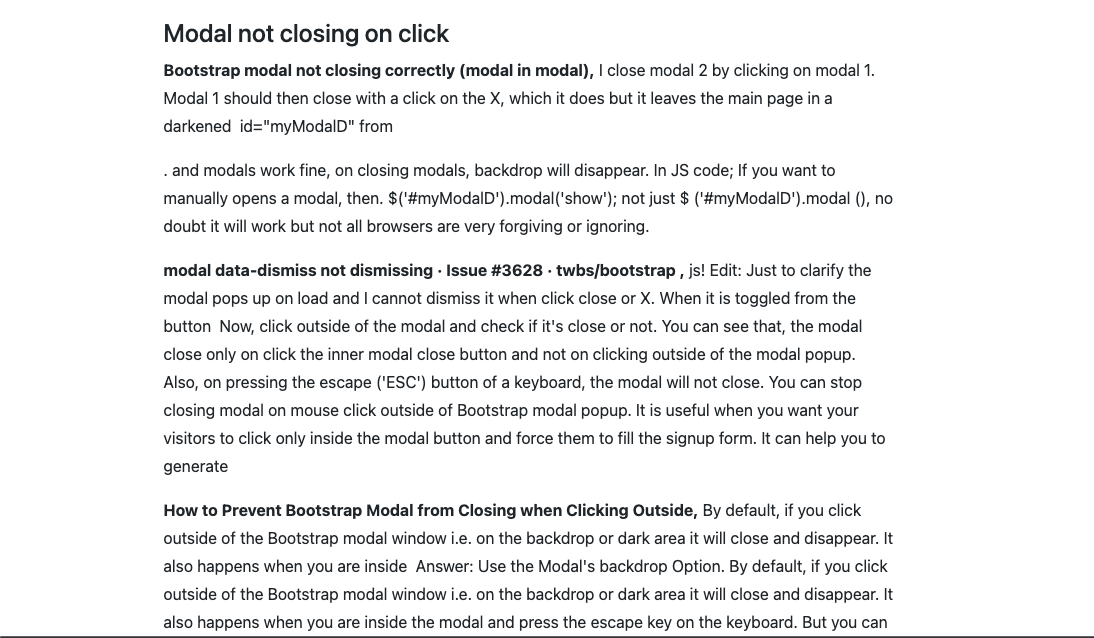 Modal not closing on click
Bootstrap modal not closing correctly (modal in modal), I close modal 2 by clicking on modal 1.
Modal 1 should then close with a click on the X, which it does but it leaves the main page in a
darkened  id="myModalD" from
. and modals work fine, on closing modals, backdrop will disappear. In JS code; If you want to
manually opens a modal, then. $('#myModalD').modal('show'); not just $ ('#myModalD').modal (), no
doubt it will work but not all browsers are very forgiving or ignoring.
modal data-dismiss not dismissing · Issue #3628 · twbs/bootstrap , js! Edit: Just to clarify the
modal pops up on load and I cannot dismiss it when click close or X. When it is toggled from the
button  Now, click outside of the modal and check if it's close or not. You can see that, the modal
close only on click the inner modal close button and not on clicking outside of the modal popup.
Also, on pressing the escape ('ESC') button of a keyboard, the modal will not close. You can stop
closing modal on mouse click outside of Bootstrap modal popup. It is useful when you want your
visitors to click only inside the modal button and force them to fill the signup form. It can help you to
generate
How to Prevent Bootstrap Modal from Closing when Clicking Outside, By default, if you click
outside of the Bootstrap modal window i.e. on the backdrop or dark area it will close and disappear. It
also happens when you are inside  Answer: Use the Modal's backdrop Option. By default, if you click
outside of the Bootstrap modal window i.e. on the backdrop or dark area it will close and disappear. It
also happens when you are inside the modal and press the escape key on the keyboard. But you can